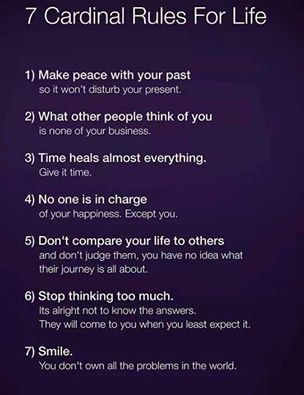 7 Cardinal Rules For Life
1) Make peace with your past
so it won't disturb your present.
2) What other people think of you
is none of your business.
3) Time heals almost everything.
Give it time.
4) No one is in charge
of your happiness. Except you.
5) Don't compare your life to others
and don't judge them, you have no idea what
their journey is all about.
6) Stop thinking too much.
Its alright not to know the answers.
They will come to you when you least expect it.
7) Smile.
You don't own all the problems in the world.